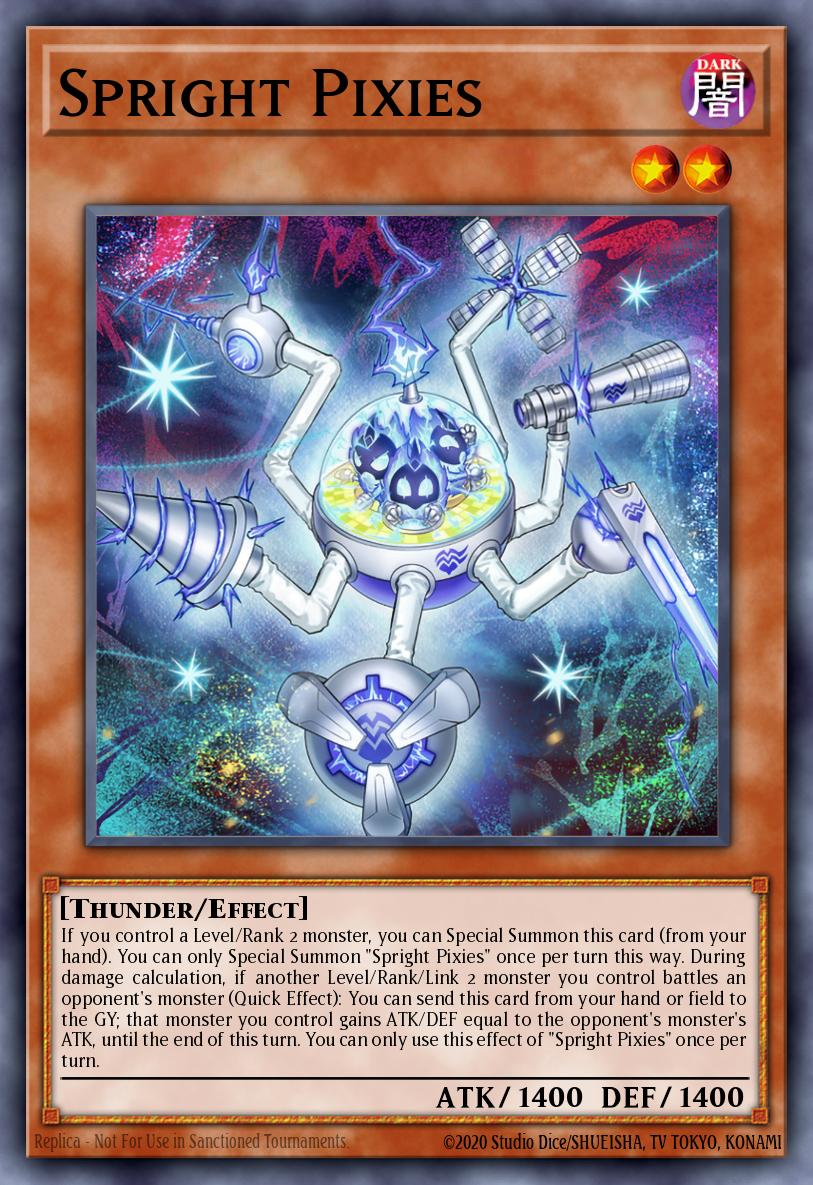 Spright Pixies
DARK
闇
[Thunder/Effect]
If you control a Level/Rank 2 monster, you can Special Summon this card (from your
hand). You can only Special Summon "Spright Pixies" once per turn this way. During
damage calculation, if another Level/Rank/Link 2 monster you control battles an
opponent's monster (Quick Effect): You can send this card from your hand or field to
the GY; that monster you control gains ATK/DEF equal to the opponent's monster's
ATK, until the end of this turn. You can only use this effect of "Spright Pixies" once per
turn.
ATK/ 1400 DEF/ 1400
Replica - Not For Use in Sanctioned Tournaments.
©2020 Studio Dice/SHUEISHA, TV TOKYO, KONAMI